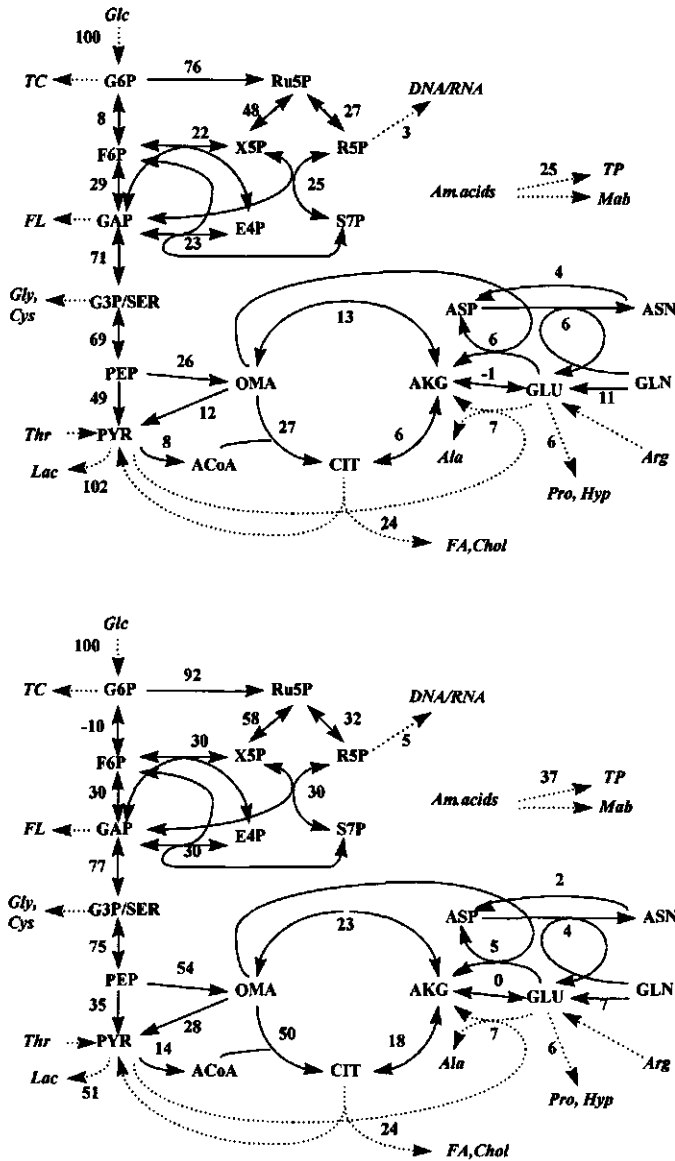 Glc
100
TC G6P 76 Ru5P DNA/RNA
8 48 27 3
22
F6P X5P R5P
25 TP
29 25 Am.acids Mab
FL GAP 23 E4P S7P
71 4
Gly, G3P/SER ASP ASN
Cys 13 6
69 26 6
PEP OMA AKG -1 GLU GLN
49 12 11
27 6 7 6
Thr PYR 8
Lac ACoA CIT Ala Arg
102 Pro, Hyp
24
FA,Chol
Glc
100
TC G6P 92 Ru5P DNA/RNA
-10 58 32 5
30
F6P X5P R5P
37 TP
30 30 Am.acids Mab
FL GAP 30 E4P S7P
77 2
Gly, G3P/SER ASP ASN
Cys 23 4
75 54 5
PEP OMA AKG 0 GLU GLN
35 28 7
50 18 7 6
Thr PYR 14
Lac ACoA CIT Ala Arg
51 Pro, Hyp
24
FA,Chol